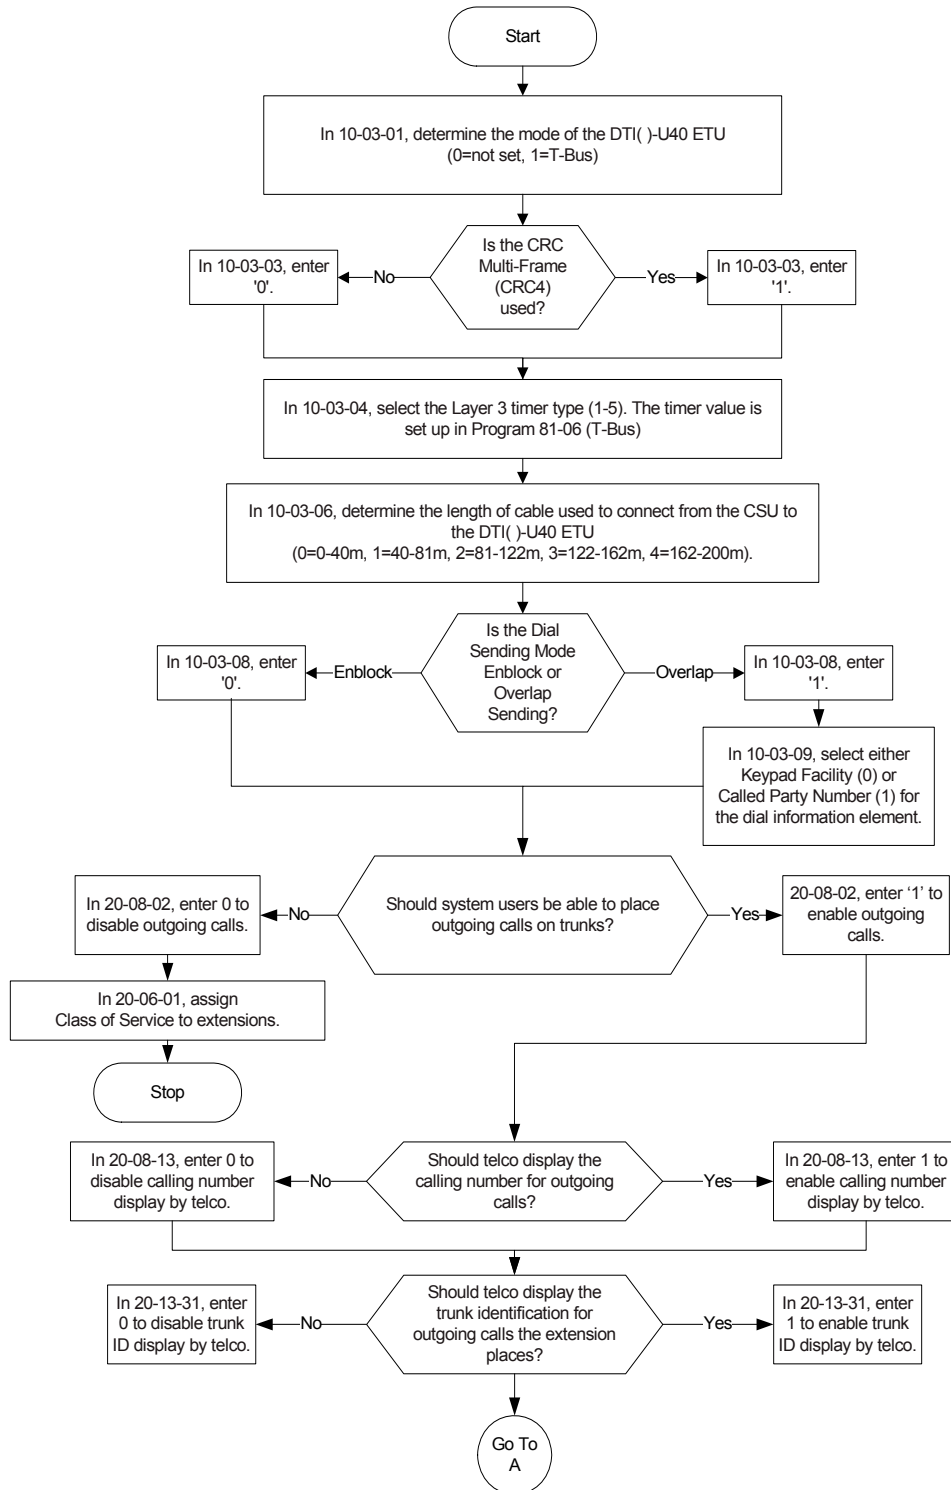 Start
In 10-03-01, determine the mode of the DTI( )-U40 ETU
(0=not set, 1=T-Bus)
Is the CRC
Multi-Frame
(CRC4)
used?
No
Yes
In 10-03-03, enter
'0'.
In 10-03-03, enter
'1'.
In 10-03-04, select the Layer 3 timer type (1-5). The timer value is
set up in Program 81-06 (T-Bus)
In 10-03-06, determine the length of cable used to connect from the CSU to
the DTI( )-U40 ETU
(0=0-40m, 1=40-81m, 2=81-122m, 3=122-162m, 4=162-200m).
Is the Dial
Sending Mode
Enblock or
Overlap
Sending?
Enblock
Overlap
In 10-03-08, enter
'0'.
In 10-03-08, enter
'1'.
In 10-03-09, select either
Keypad Facility (0) or
Called Party Number (1) for
the dial information element.
Should system users be able to place
outgoing calls on trunks?
No
Yes
In 20-08-02, enter 0 to
disable outgoing calls.
20-08-02, enter ‘1’ to
enable outgoing
calls.
In 20-06-01, assign
Class of Service to extensions.
Stop
Should telco display the
calling number for outgoing
calls?
No
Yes
In 20-08-13, enter 0 to
disable calling number
display by telco.
In 20-08-13, enter 1 to
enable calling number
display by telco.
Should telco display the
trunk identification for
outgoing calls the extension
places?
No
Yes
In 20-13-31, enter
0 to disable trunk
ID display by telco.
In 20-13-31, enter
1 to enable trunk
ID display by telco.
Go To
A